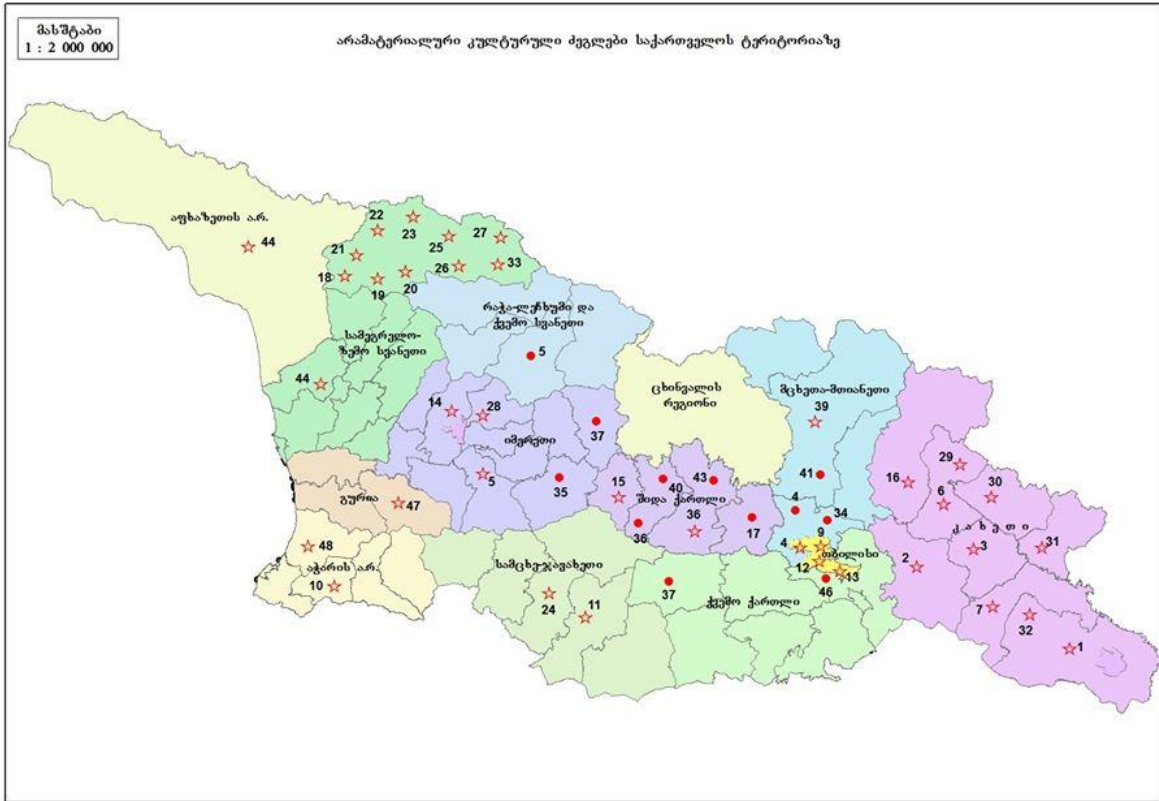 მასშტაბი
1 : 2 000 000
არამატერიალური კულტურული ძეგლები საქართველოს ტერიტორიაზე
აფხაზეთის ა.რ.
44
22
23
21
25
27
18
19
20
26
33
სამეგრელო-
ზემო სვანეთი
44
რაჭა-ლეჩხუმი და
ქვემო სვანეთი
5
ცხინვალის
რეგიონი
მცხეთა-მთიანეთი
39
41
14
28
იმერეთი
37
5
35
15
40
43
შიდა ქართლი
36
36
17
4
34
4
9
თბილისი
12
13
46
16
29
6
30
კახეთი
3
31
2
7
32
1
გურია
47
48
აჭარის ა.რ.
10
სამცხე-ჯავახეთი
24
11
37
ქვემო ქართლი